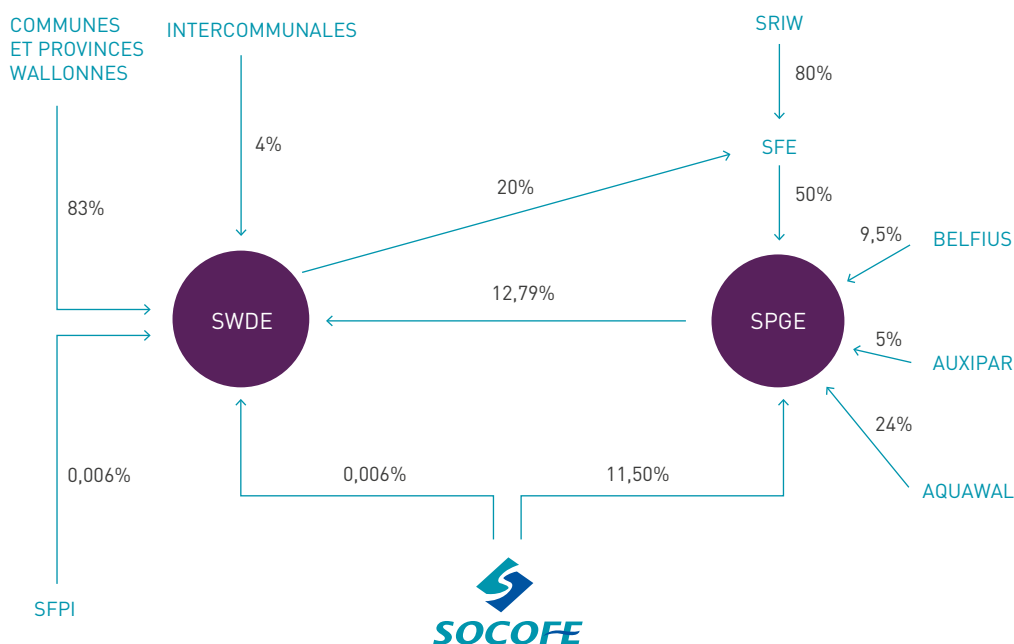 COMMUNES
ET PROVINCES
WALLONNES
INTERCOMMUNALES
SRIW
80%
SFE
4%
50%
20%
83%
9,5%
BELFIUS
12,79%
SWDE
SPGE
5%
AUXIPAR
24%
0,006%
0,006%
11,50%
AQUAWAL
SFPI
SOCOFE